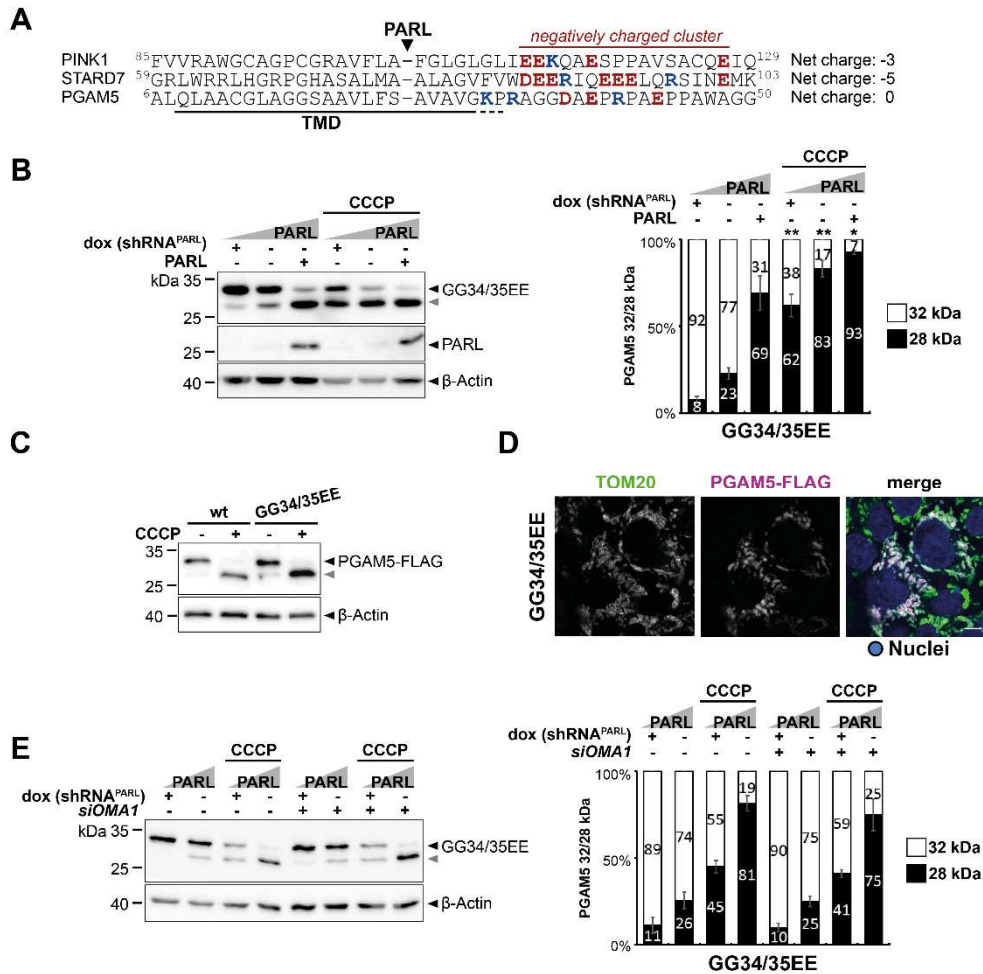 A
PARL
negatively charged cluster
PINK1 85FVVRAWGCAGPCGRAVFLA-FGLGLGLIEEKQAESPPAVSACQEIQ129 Net charge: -3
STARD7 59GRLWRRLHGRPGHASALMA-ALAGVFVWDEERIQEEELQRSINEMK103 Net charge: -5
PGAM5 6ALQLAACGLAGGSAAVLFS-AVAVGKPRAGGDAEPRPAEPPAWAGG50 Net charge: 0
TMD
B
CCCP
PARL PARL
dox (shRNAPARL) + - - + - -
PARL - - + - - +
kDa 35
25
GG34/35EE
25
PARL
40
β-Actin
CCCP
PARL PARL
dox (shRNAPARL) + - - + - -
PARL - - + - - +
** ** *
PGAM5 32/28 kDa
100%
50%
0%
92 77 31 38 17 7
8 23 69 62 83 93
GG34/35EE
32 kDa
28 kDa
C
wt GG34/35EE
CCCP - + - +
35
25
PGAM5-FLAG
40
β-Actin
D
TOM20 PGAM5-FLAG merge
GG34/35EE
Nuclei
E
CCCP CCCP
PARL PARL PARL PARL
dox (shRNAPARL) + - + - + - + -
siOMA1 - - - - + + + +
kDa 35
25
GG34/35EE
40
β-Actin
CCCP CCCP
PARL PARL PARL PARL
dox (shRNAPARL) + - + - + - + -
siOMA1 - - - - + + + +
PGAM5 32/28 kDa
100%
50%
0%
89 74 55 19 90 75 59 25
11 26 45 81 10 25 41 75
GG34/35EE
32 kDa
28 kDa